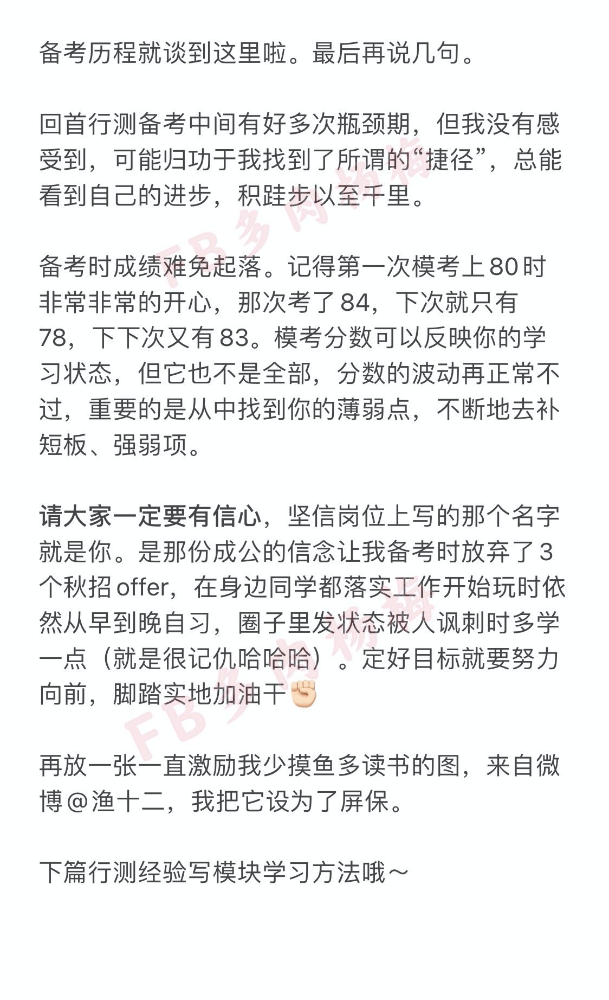 备考历程就谈到这里啦。最后再说几句。
回首行测备考中间有好多次瓶颈期，但我没有感
受到，可能归功于我找到了所谓的“捷径”，总能
看到自己的进步，积跬步以至千里。
备考时成绩难免起落。记得第一次模考上80时
非常非常的开心，那次考了84，下次就只有
78，下下次又有83。模考分数可以反映你的学
习状态，但它也不是全部，分数的波动再正常不
过，重要的是从中找到你的薄弱点，不断地去补
短板、强弱项。
请大家一定要有信心，坚信岗位上写的那个名字
就是你。是那份成公的信念让我备考时放弃了3
个秋招offer，在身边同学都落实工作开始玩时依
然从早到晚自习，圈子里发状态被人讽刺时多学
一点（就是很记仇哈哈哈）。定好目标就要努力
向前，脚踏实地加油干✊🏻
再放一张一直激励我少摸鱼多读书的图，来自微
博@渔十二，我把它设为了屏保。
下篇行测经验写模块学习方法哦～
FB多肉杨梅
FB多肉杨梅